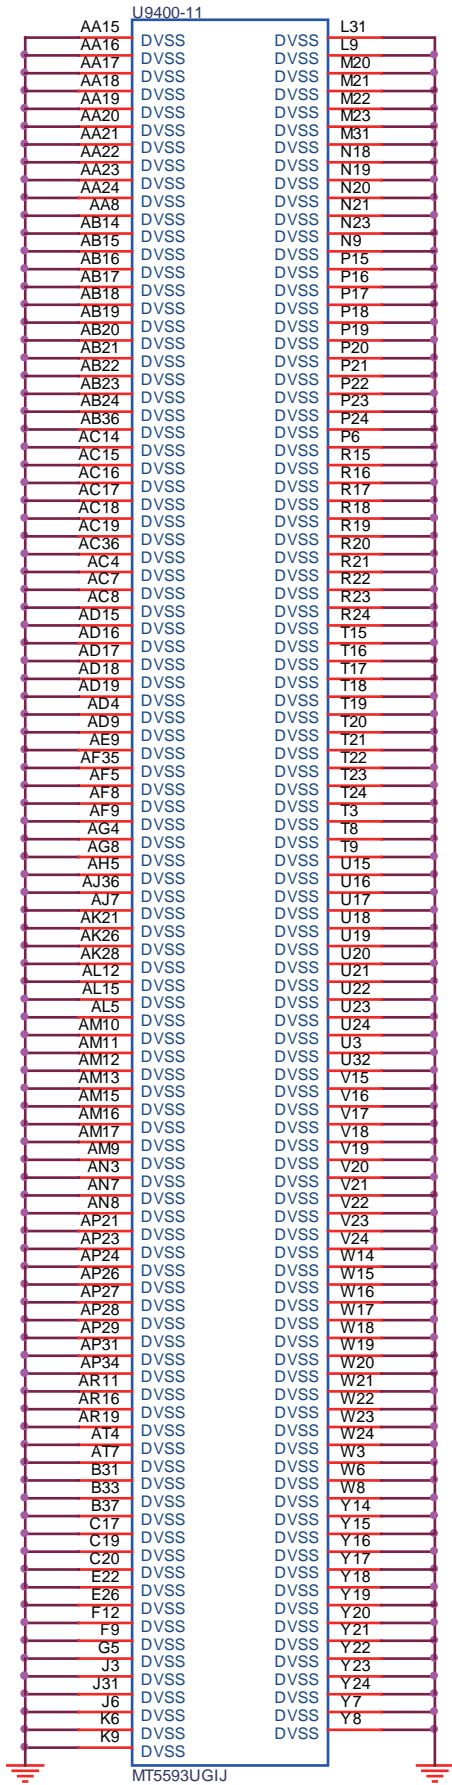 U9400-11
AA15 DVSS DVSS L31
AA16 DVSS DVSS L9
AA17 DVSS DVSS M20
AA18 DVSS DVSS M21
AA19 DVSS DVSS M22
AA20 DVSS DVSS M23
AA21 DVSS DVSS M31
AA22 DVSS DVSS N18
AA23 DVSS DVSS N19
AA24 DVSS DVSS N20
AA8 DVSS DVSS N21
AB14 DVSS DVSS N23
AB15 DVSS DVSS N9
AB16 DVSS DVSS P15
AB17 DVSS DVSS P16
AB18 DVSS DVSS P17
AB19 DVSS DVSS P18
AB20 DVSS DVSS P19
AB21 DVSS DVSS P20
AB22 DVSS DVSS P21
AB23 DVSS DVSS P22
AB24 DVSS DVSS P23
AB36 DVSS DVSS P24
AC14 DVSS DVSS P6
AC15 DVSS DVSS R15
AC16 DVSS DVSS R16
AC17 DVSS DVSS R17
AC18 DVSS DVSS R18
AC19 DVSS DVSS R19
AC36 DVSS DVSS R20
AC4 DVSS DVSS R21
AC7 DVSS DVSS R22
AC8 DVSS DVSS R23
AD15 DVSS DVSS R24
AD16 DVSS DVSS T15
AD17 DVSS DVSS T16
AD18 DVSS DVSS T17
AD19 DVSS DVSS T18
AD4 DVSS DVSS T19
AD9 DVSS DVSS T20
AE9 DVSS DVSS T21
AF35 DVSS DVSS T22
AF5 DVSS DVSS T23
AF8 DVSS DVSS T24
AF9 DVSS DVSS T3
AG4 DVSS DVSS T8
AG8 DVSS DVSS T9
AH5 DVSS DVSS U15
AJ36 DVSS DVSS U16
AJ7 DVSS DVSS U17
AK21 DVSS DVSS U18
AK26 DVSS DVSS U19
AK28 DVSS DVSS U20
AL12 DVSS DVSS U21
AL15 DVSS DVSS U22
AL5 DVSS DVSS U23
AM10 DVSS DVSS U24
AM11 DVSS DVSS U3
AM12 DVSS DVSS U32
AM13 DVSS DVSS V15
AM15 DVSS DVSS V16
AM16 DVSS DVSS V17
AM17 DVSS DVSS V18
AM9 DVSS DVSS V19
AN3 DVSS DVSS V20
AN7 DVSS DVSS V21
AN8 DVSS DVSS V22
AP21 DVSS DVSS V23
AP23 DVSS DVSS V24
AP24 DVSS DVSS W14
AP26 DVSS DVSS W15
AP27 DVSS DVSS W16
AP28 DVSS DVSS W17
AP29 DVSS DVSS W18
AP31 DVSS DVSS W19
AP34 DVSS DVSS W20
AR11 DVSS DVSS W21
AR16 DVSS DVSS W22
AR19 DVSS DVSS W23
AT4 DVSS DVSS W24
AT7 DVSS DVSS W3
B31 DVSS DVSS W6
B33 DVSS DVSS W8
B37 DVSS DVSS Y14
C17 DVSS DVSS Y15
C19 DVSS DVSS Y16
C20 DVSS DVSS Y17
E22 DVSS DVSS Y18
E26 DVSS DVSS Y19
F12 DVSS DVSS Y20
F9 DVSS DVSS Y21
G5 DVSS DVSS Y22
J3 DVSS DVSS Y23
J31 DVSS DVSS Y24
J6 DVSS DVSS Y7
K6 DVSS DVSS Y8
K9 DVSS
MT5593UGIJ